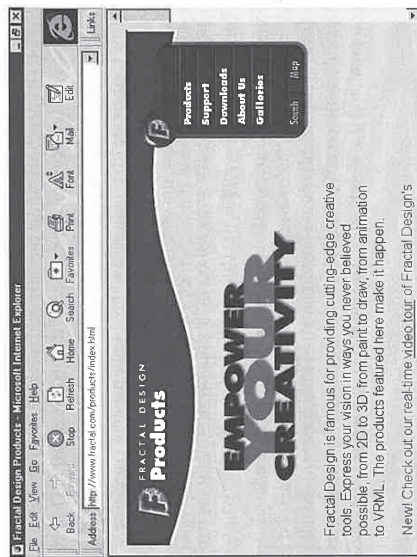 Fractal Design Products - Microsoft Internet Explorer
File Edit View Go Favorites Help
Back Forward Stop Refresh Home Search Favorites Print Font Mail Edit
Address http://www.fractal.com/products/index.html
Links
FRACTAL DESIGN
Products
Products
Support
Downloads
About Us
Galleries
Search Map
EMPOWER
YOUR
CREATIVITY
Fractal Design is famous for providing cutting-edge creative
tools. Express your vision in ways you never believed
possible, from 2D to 3D, from paint to draw, from animation
to VRML. The products featured here make it happen.
New! Check out our real-time video tour of Fractal Design's